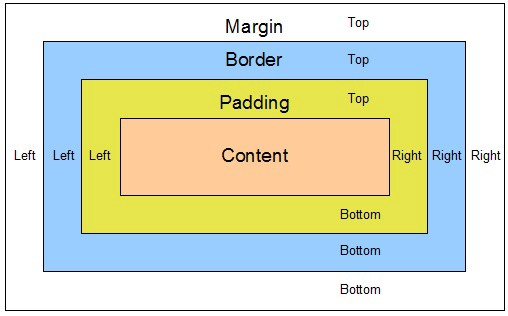 Margin Top
Border Top
Padding Top
Left Left Left Content Right Right Right
Bottom
Bottom
Bottom